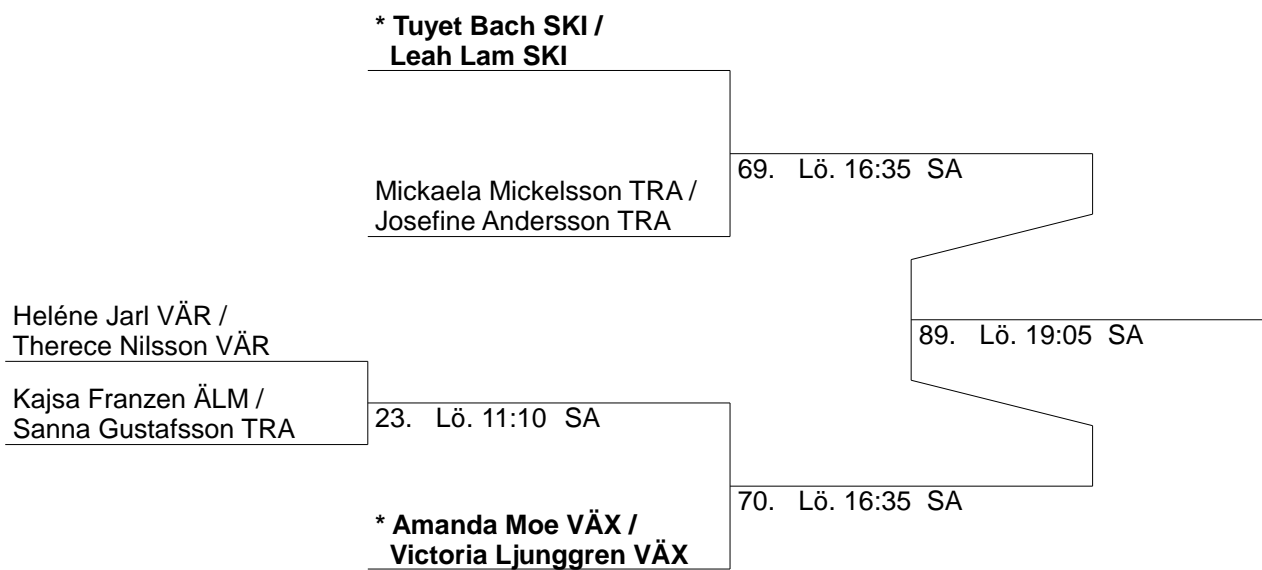 * Tuyet Bach SKI /
Leah Lam SKI
69. Lö. 16:35 SA
Mickaela Mickelsson TRA /
Josefine Andersson TRA
Heléne Jarl VÄR /
Therece Nilsson VÄR
89. Lö. 19:05 SA
Kajsa Franzen ÄLM /
Sanna Gustafsson TRA
23. Lö. 11:10 SA
70. Lö. 16:35 SA
* Amanda Moe VÄX /
Victoria Ljunggren VÄX